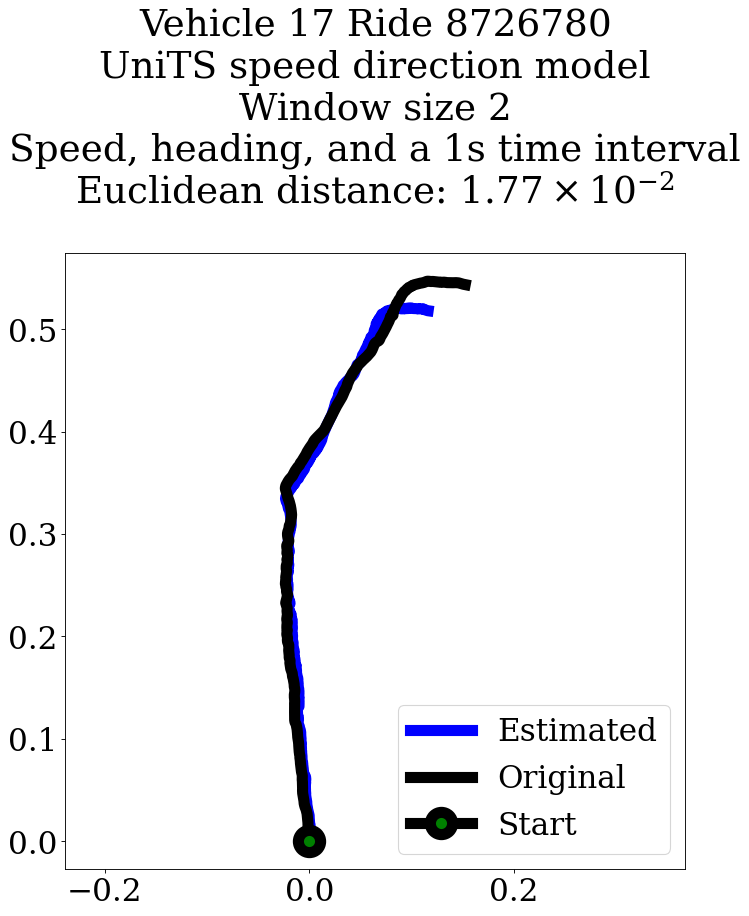 Vehicle 17 Ride 8726780
UniTS speed direction model
Window size 2
Speed, heading, and a 1s time interval
Euclidean distance: 1.77 × 10⁻²
0.5
0.4
0.3
0.2
0.1
0.0
−0.2 0.0 0.2
Estimated
Original
Start